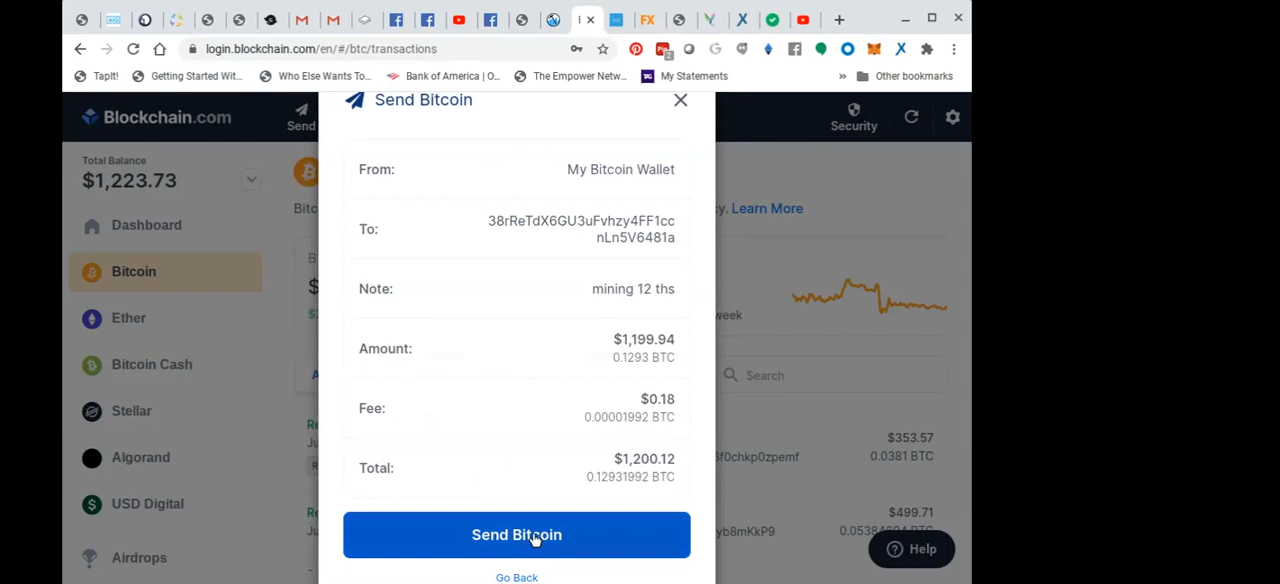 FX
login.blockchain.com/en/#/btc/transactions
2
TapIt!
Getting Started Wit...
Who Else Wants To...
Bank of America | O...
The Empower Netw...
My Statements
»
Other bookmarks
Blockchain.com
Send
Security
Send Bitcoin
Total Balance
$1,223.73
Dashboard
Bitcoin
Ether
Bitcoin Cash
Stellar
Algorand
USD Digital
Airdrops
From:
My Bitcoin Wallet
To:
38rReTdX6GU3uFvhzy4FF1cc
nLn5V6481a
Note:
mining 12 ths
Amount:
$1,199.94
0.1293 BTC
Fee:
$0.18
0.00001992 BTC
Total:
$1,200.12
0.12931992 BTC
Send Bitcoin
Go Back
Learn More
week
Search
$353.57
6f0chkp0zpemf
0.0381 BTC
$499.71
yb8mKkP9
Help